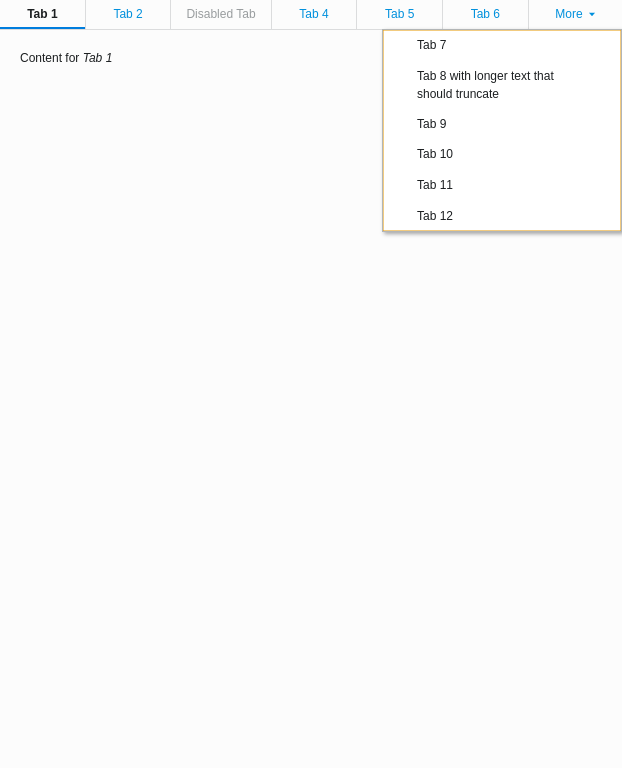 Tab 1 Tab 2 Disabled Tab Tab 4 Tab 5 Tab 6 More
Content for Tab 1
Tab 7
Tab 8 with longer text that
should truncate
Tab 9
Tab 10
Tab 11
Tab 12